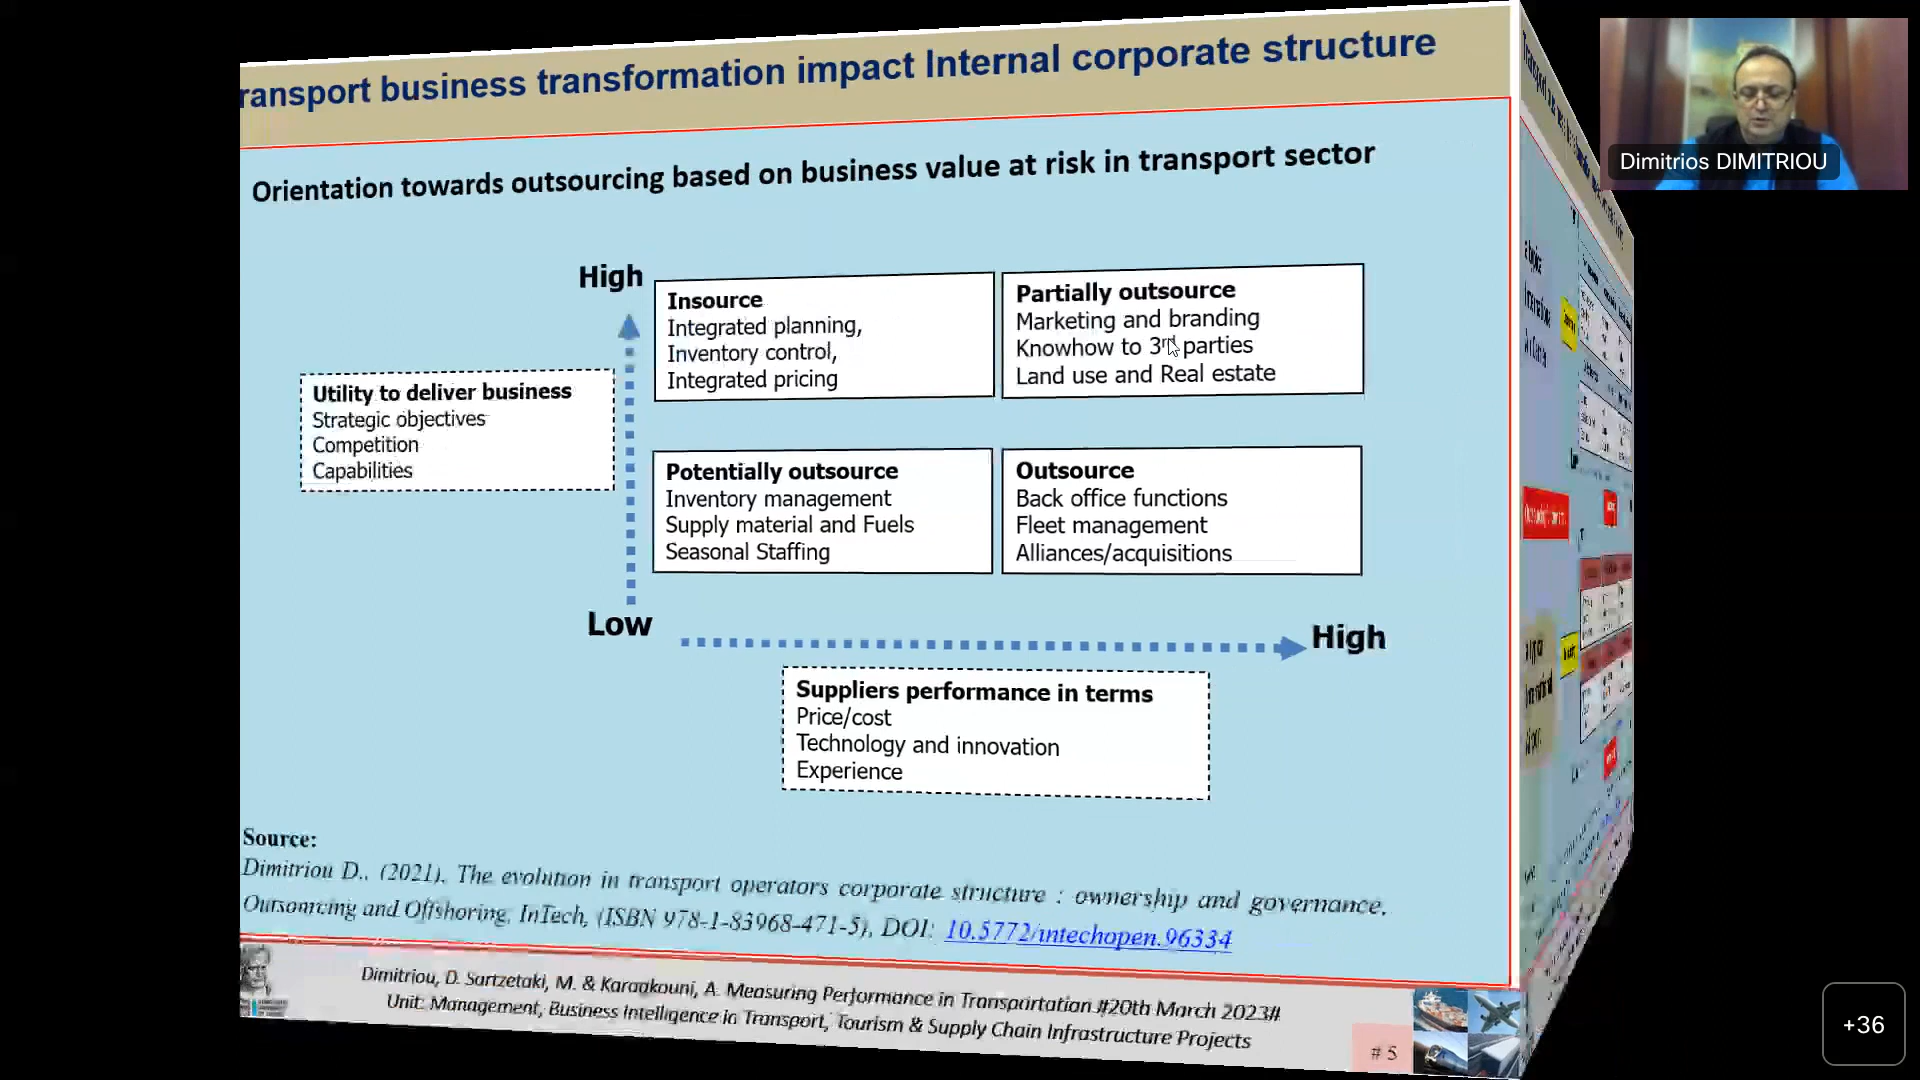 ransport business transformation impact Internal corporate structure
Orientation towards outsourcing based on business value at risk in transport sector
High
Insource
Integrated planning,
Inventory control,
Integrated pricing
Partially outsource
Marketing and branding
Knowhow to 3rd parties
Land use and Real estate
Utility to deliver business
Strategic objectives
Competition
Capabilities
Potentially outsource
Inventory management
Supply material and Fuels
Seasonal Staffing
Outsource
Back office functions
Fleet management
Alliances/acquisitions
Low
High
Suppliers performance in terms
Price/cost
Technology and innovation
Experience
Source:
Dimitriou D., (2021). The evolution in transport operators corporate structure : ownership and governance.
Outsourcing and Offshoring, InTech, (ISBN 978-1-83968-471-5), DOI: 10.5772/intechopen.96334
Dimitriou, D. Sartzetaki, M. & Karagkouni, A. Measuring Performance in Transportation #20th March 2023#
Unit: Management, Business Intelligence in Transport, Tourism & Supply Chain Infrastructure Projects
# 5
Dimitrios DIMITRIOU
+36